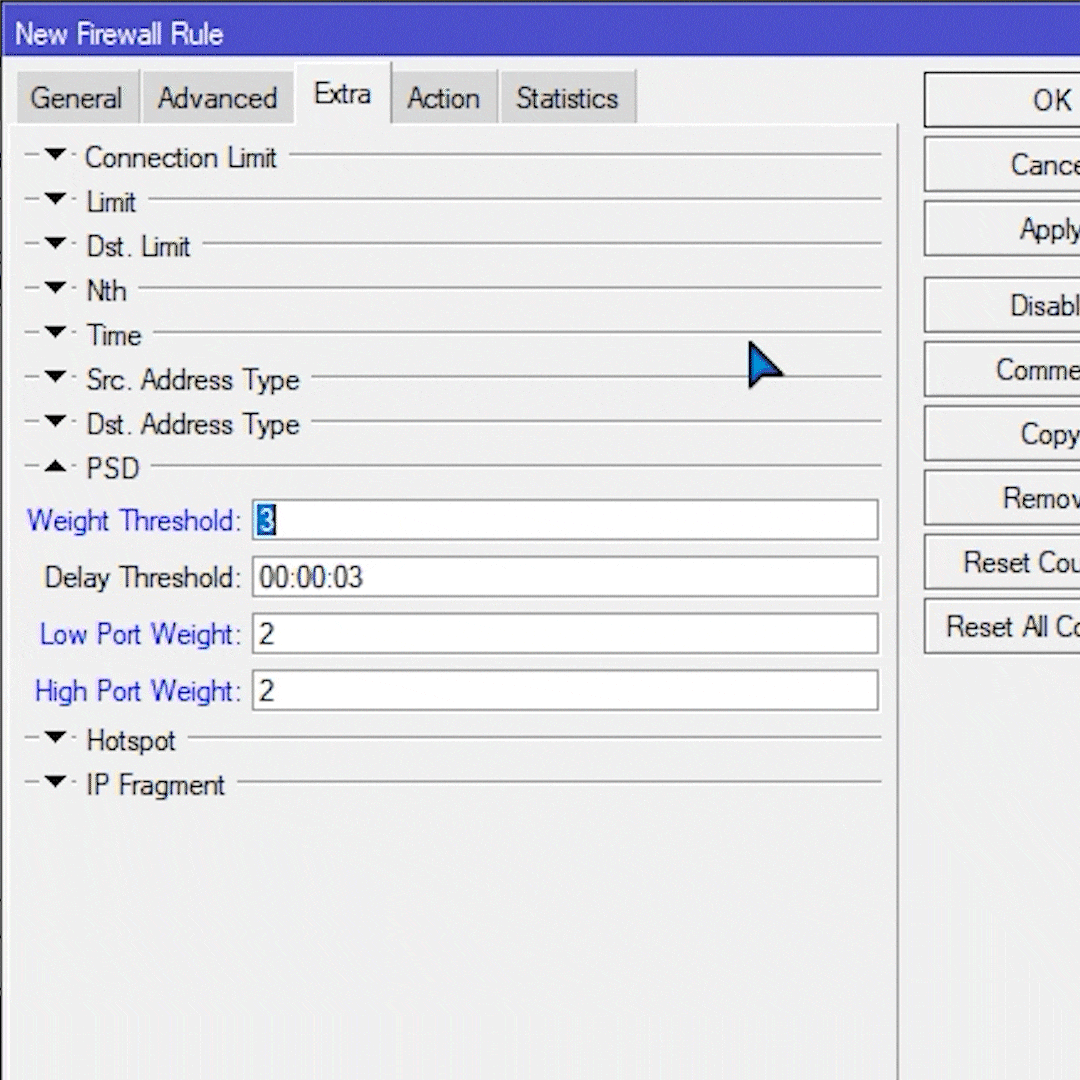 New Firewall Rule
General Advanced Extra Action Statistics
OK
Cance
Apply
Disabl
Comme
Copy
Remov
Reset Cou
Reset All Co
Connection Limit
Limit
Dst. Limit
Nth
Time
Src. Address Type
Dst. Address Type
PSD
Weight Threshold: 3
Delay Threshold: 00:00:03
Low Port Weight: 2
High Port Weight: 2
Hotspot
IP Fragment